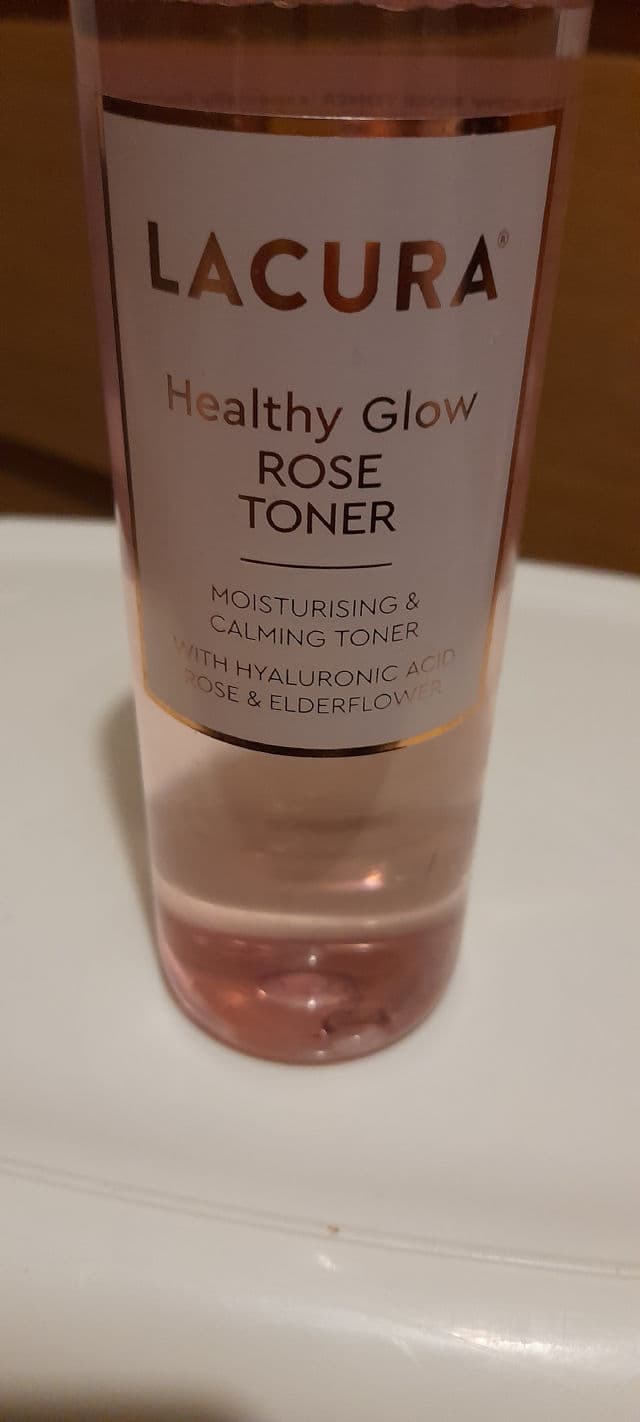 LACURA®
Healthy Glow
ROSE
TONER
MOISTURISING &
CALMING TONER
WITH HYALURONIC ACID
ROSE & ELDERFLOWER